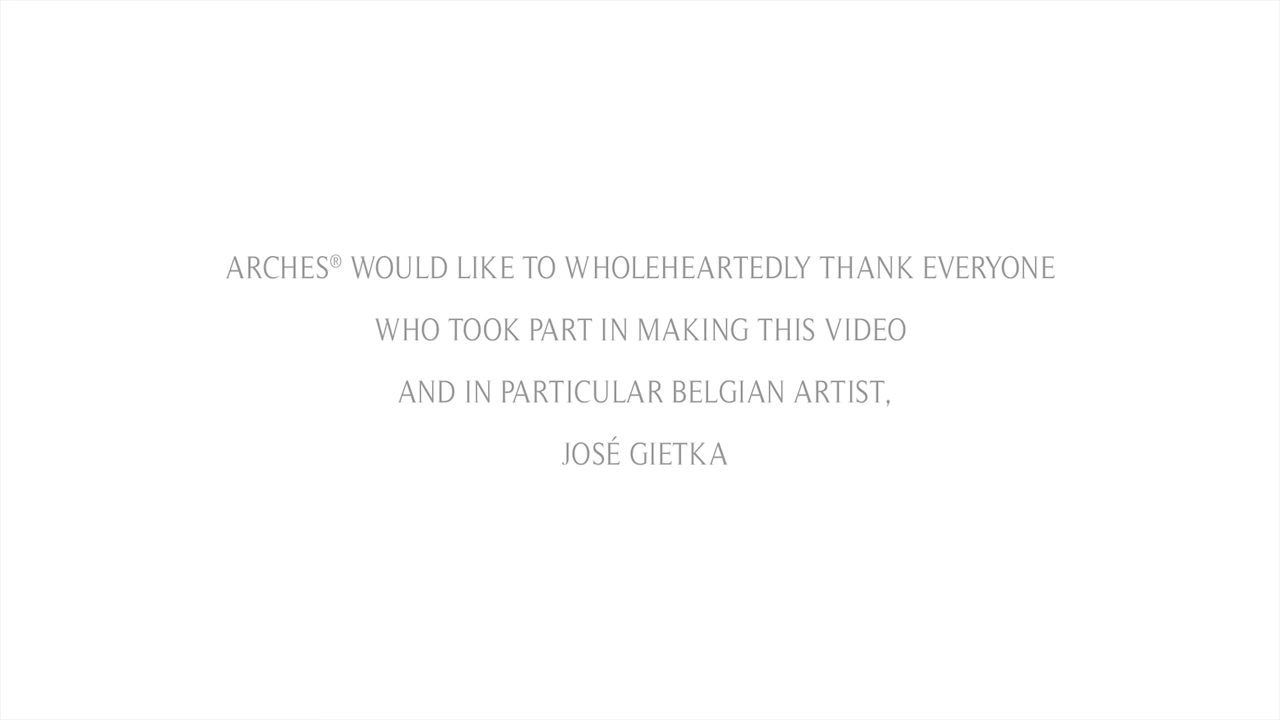 ARCHES® WOULD LIKE TO WHOLEHEARTEDLY THANK EVERYONE
WHO TOOK PART IN MAKING THIS VIDEO
AND IN PARTICULAR BELGIAN ARTIST,
JOSÉ GIETKA